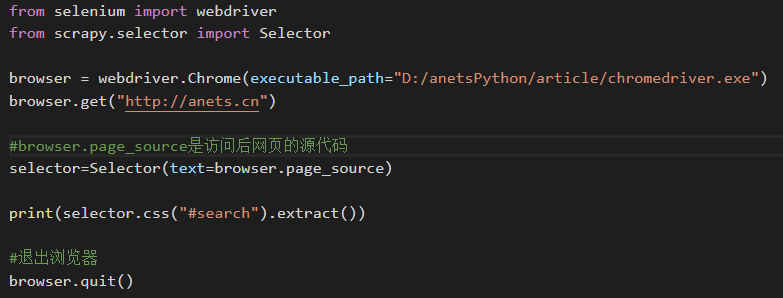 from selenium import webdriver
from scrapy.selector import Selector
browser = webdriver.Chrome(executable_path="D:/anetsPython/article/chromedriver.exe")
browser.get("http://anets.cn")
#browser.page_source是访问后网页的源代码
selector=Selector(text=browser.page_source)
print(selector.css("#search").extract())
#退出浏览器
browser.quit()